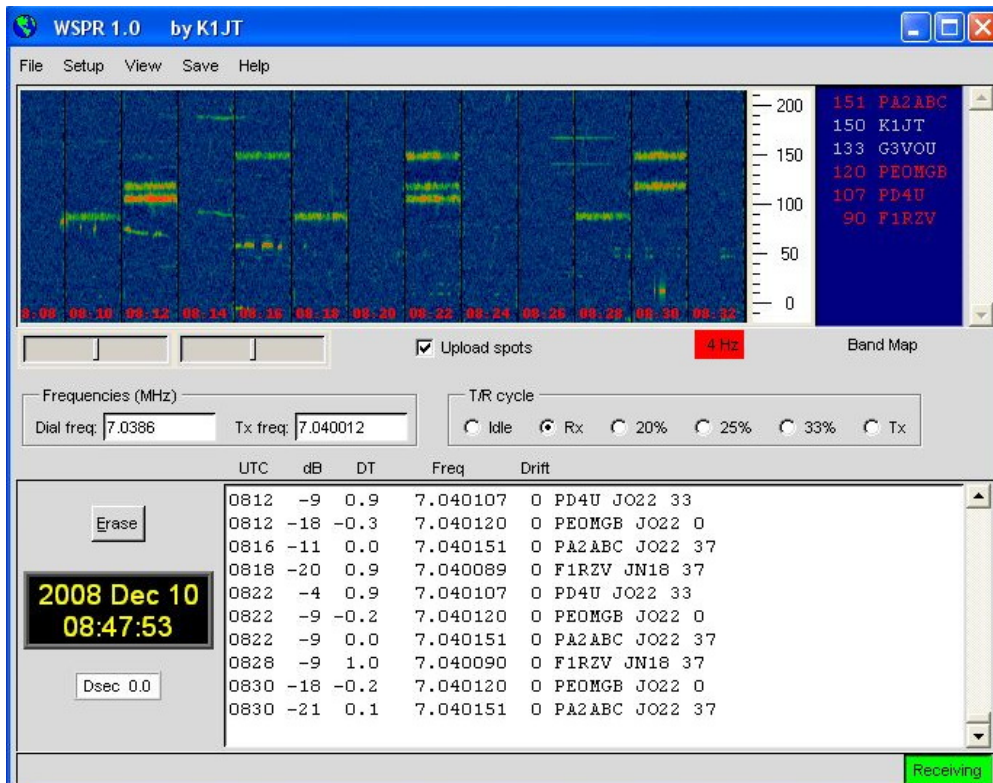 WSPR 1.0 by K1JT
File Setup View Save Help
200
150
100
50
0
151 PA2ABC
150 K1JT
133 G3VOU
120 PE0MGB
107 PD4U
90 F1RZV
8:08 08:10 08:12 08:14 08:16 08:18 08:20 08:22 08:24 08:26 08:28 08:30 08:32
Upload spots
4 Hz
Band Map
Frequencies (MHz)
Dial freq: 7.0386 Tx freq: 7.040012
T/R cycle
Idle Rx 20% 25% 33% Tx
UTC dB DT Freq Drift
0812 -9 0.9 7.040107 0 PD4U JO22 33
0812 -18 -0.3 7.040120 0 PE0MGB JO22 0
0816 -11 0.0 7.040151 0 PA2ABC JO22 37
0818 -20 0.9 7.040089 0 F1RZV JN18 37
0822 -4 0.9 7.040107 0 PD4U JO22 33
0822 -9 -0.2 7.040120 0 PE0MGB JO22 0
0822 -9 0.0 7.040151 0 PA2ABC JO22 37
0828 -9 1.0 7.040090 0 F1RZV JN18 37
0830 -18 -0.2 7.040120 0 PE0MGB JO22 0
0830 -21 0.1 7.040151 0 PA2ABC JO22 37
Erase
2008 Dec 10
08:47:53
Dsec 0.0
Receiving